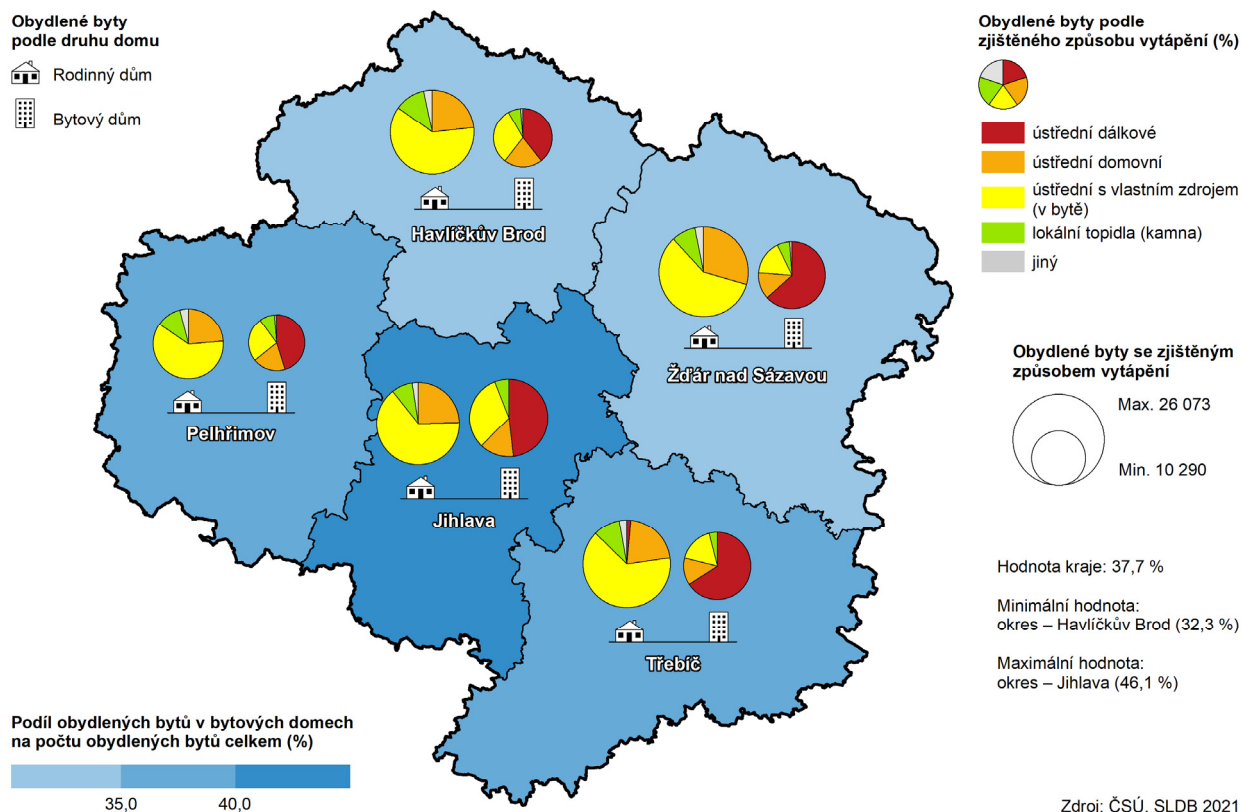 Obydlené byty
podle druhu domu
Rodinný dům
Bytový dům
Obydlené byty podle
zjištěného způsobu vytápění (%)
ústřední dálkové
ústřední domovní
ústřední s vlastním zdrojem
(v bytě)
lokální topidla (kamna)
jiný
Havlíčkův Brod
Žďár nad Sázavou
Pelhřimov
Jihlava
Třebíč
Obydlené byty se zjištěným
způsobem vytápění
Max. 26 073
Min. 10 290
Hodnota kraje: 37,7 %
Minimální hodnota:
okres – Havlíčkův Brod (32,3 %)
Maximální hodnota:
okres – Jihlava (46,1 %)
Podíl obydlených bytů v bytových domech
na počtu obydlených bytů celkem (%)
35,0 40,0
Zdroj: ČSÚ, SLDB 2021